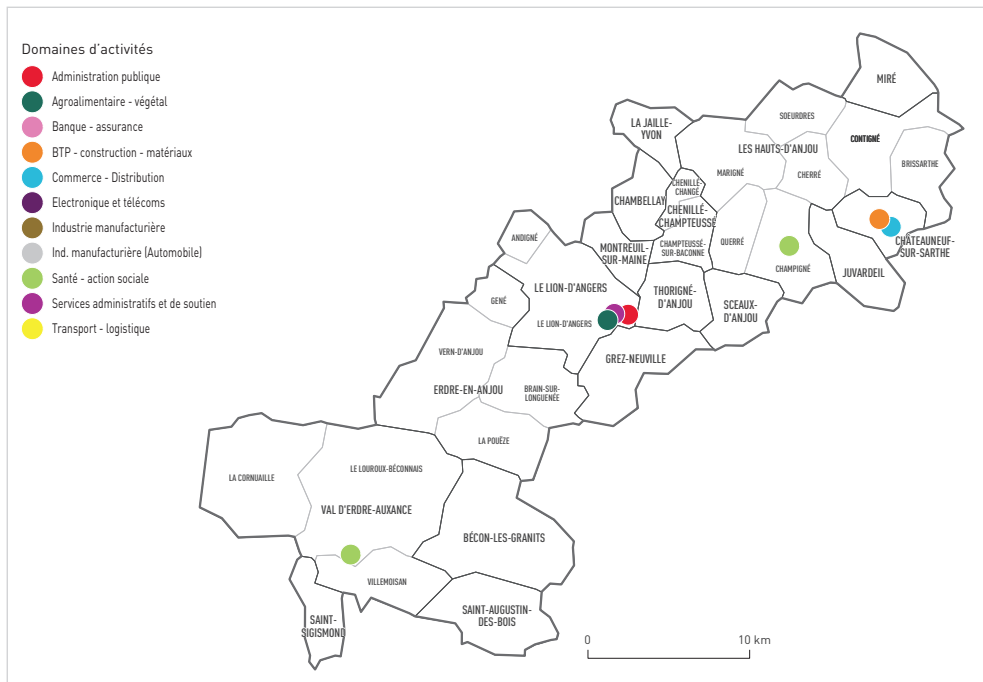 Domaines d'activités
Administration publique
Agroalimentaire - végétal
Banque - assurance
BTP - construction - matériaux
Commerce - Distribution
Electronique et télécoms
Industrie manufacturière
Ind. manufacturière (Automobile)
Santé - action sociale
Services administratifs et de soutien
Transport - logistique
MIRÉ
SOEURDRES
LA JAILLE-
YVON
CONTIGNÉ
LES HAUTS-D'ANJOU
BRISSARTHE
MARIGNÉ
CHERRÉ
CHENILLÉ-
CHANGÉ
CHAMBELLAY
CHENILLÉ-
CHAMPTEUSSÉ
ANDIGNÉ
MONTREUIL-
SUR-MAINE
CHAMPTEUSSÉ-
SUR-BACONNE
QUERRÉ
CHÂTEAUNEUF-
SUR-SARTHE
CHAMPIGNÉ
JUVARDEIL
LE LION-D'ANGERS
THORIGNÉ-
D'ANJOU
GENÉ
SCEAUX-
D'ANJOU
LE LION-D'ANGERS
VERN-D'ANJOU
GREZ-NEUVILLE
ERDRE-EN-ANJOU
BRAIN-SUR-
LONGUENÉE
LA POUËZE
LE LOUROUX-BÉCONNAIS
LA CORNUAILLE
VAL D'ERDRE-AUXANCE
BÉCON-LES-GRANITS
VILLEMOISAN
SAINT-
SIGISMOND
SAINT-AUGUSTIN-
DES-BOIS
0 10 km